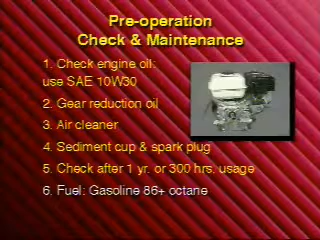 Pre-operation
Check & Maintenance
1. Check engine oil:
use SAE 10W30
2. Gear reduction oil
3. Air cleaner
4. Sediment cup & spark plug
5. Check after 1 yr. or 300 hrs. usage
6. Fuel: Gasoline 86+ octane